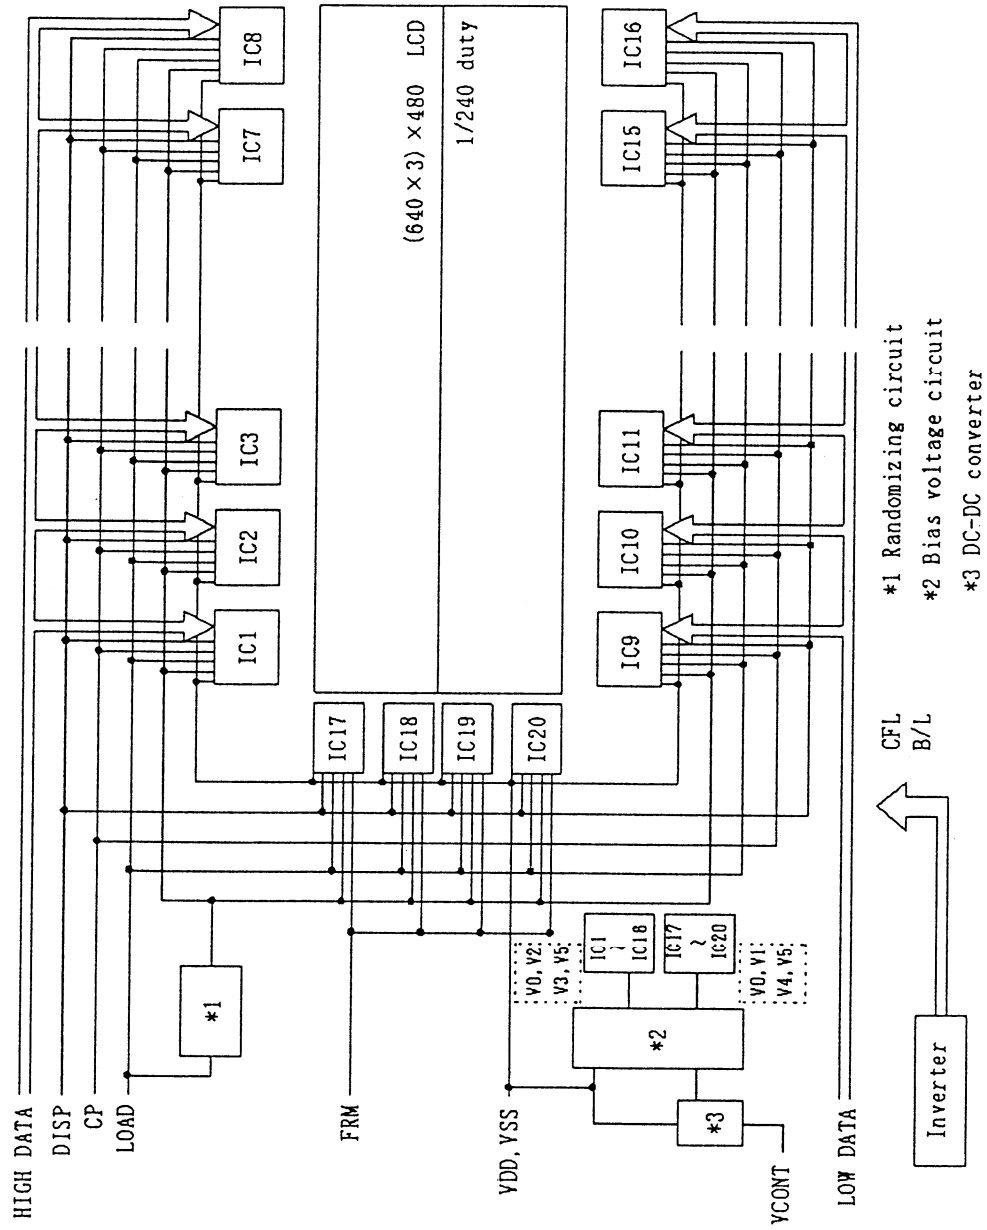 HIGH DATA
DISP
CP
LOAD
*1
IC1
IC2
IC3
IC7
IC8
FRM
IC17
IC18
IC19
IC20
(640×3)×480 LCD
1/240 duty
VDD, VSS
V0, V2
V3, V5
IC1
~
IC16
*2
IC17
~
IC20
*3
V0, V1
V4, V5
IC9
IC10
IC11
IC15
IC16
VCONT
LOW DATA
Inverter
CFL
B/L
*1 Randomizing circuit
*2 Bias voltage circuit
*3 DC-DC converter